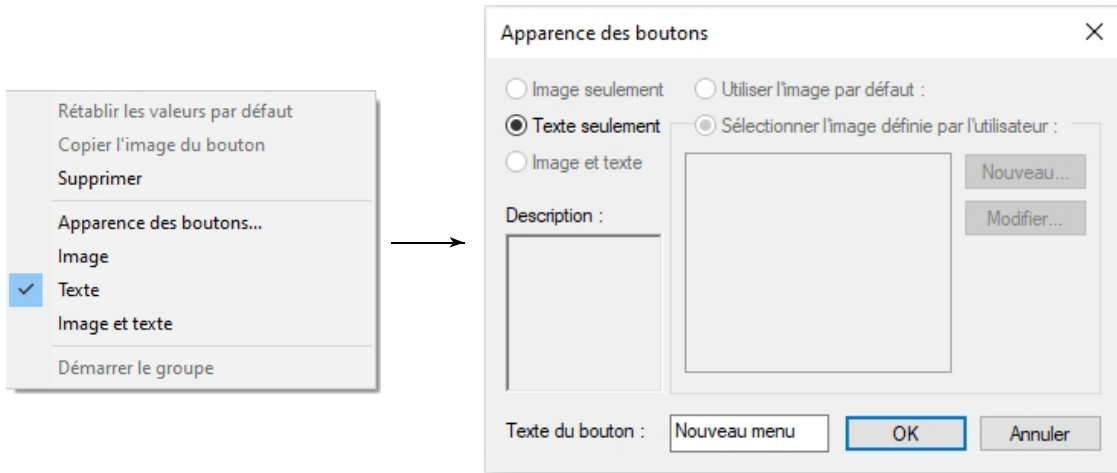 Rétablir les valeurs par défaut
Copier l'image du bouton
Supprimer
Apparence des boutons...
Image
Texte
Image et texte
Démarrer le groupe
Apparence des boutons
Image seulement
Utiliser l'image par défaut :
Texte seulement
Sélectionner l'image définie par l'utilisateur :
Image et texte
Nouveau...
Description :
Modifier...
Texte du bouton :
Nouveau menu
OK
Annuler